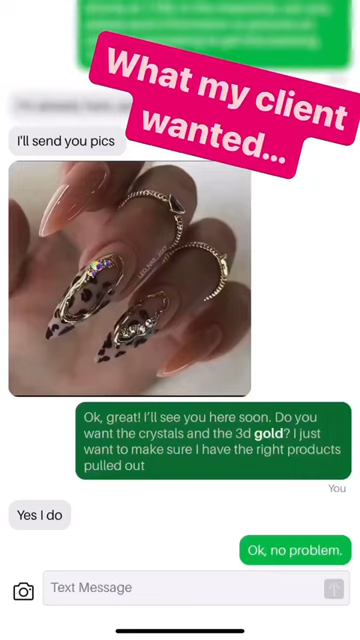 What my client
wanted...
I'll send you pics
Ok, great! I'll see you here soon. Do you
want the crystals and the 3d gold? I just
want to make sure I have the right products
pulled out
You
Yes I do
Ok, no problem.
Text Message